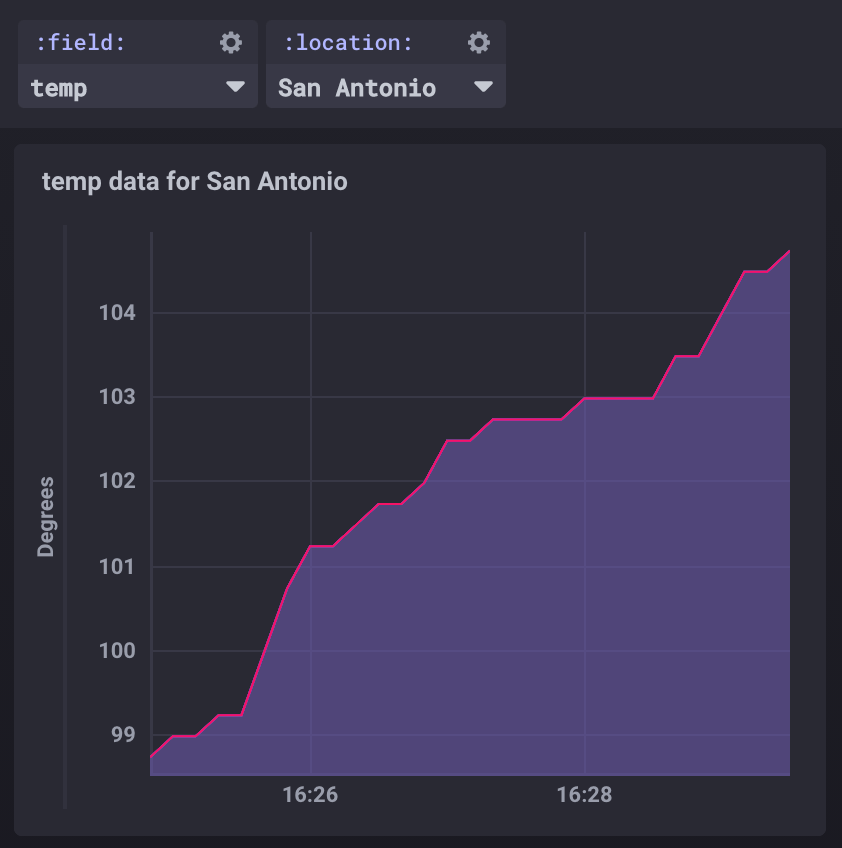 :field:
:location:
temp
San Antonio
temp data for San Antonio
104
103
102
101
100
99
Degrees
16:26
16:28